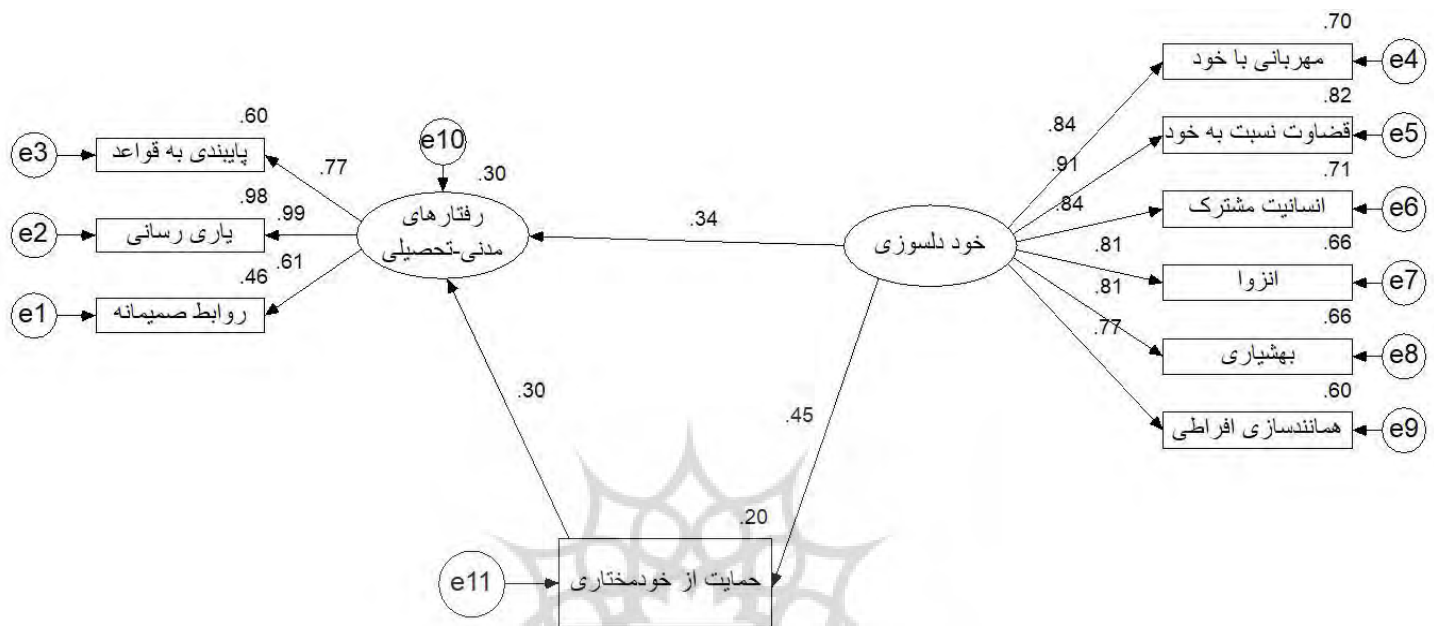 .70
مهربانی با خود
e4
.82
.84
قضاوت نسبت به خود
e5
.91
.71
انسانیت مشترک
e6
.84
.66
انزوا
e7
.81
.66
بهشیاری
e8
.81
.60
همانندسازی افراطی
e9
.77
خود دلسوزی
.34
.45
e10
.30
رفتارهای
مدنی-تحصیلی
.60
پایبندی به قواعد
e3
.77
.98
یاری رسانی
e2
.99
.46
روابط صمیمانه
e1
.61
.30
.20
حمایت از خودمختاری
e11